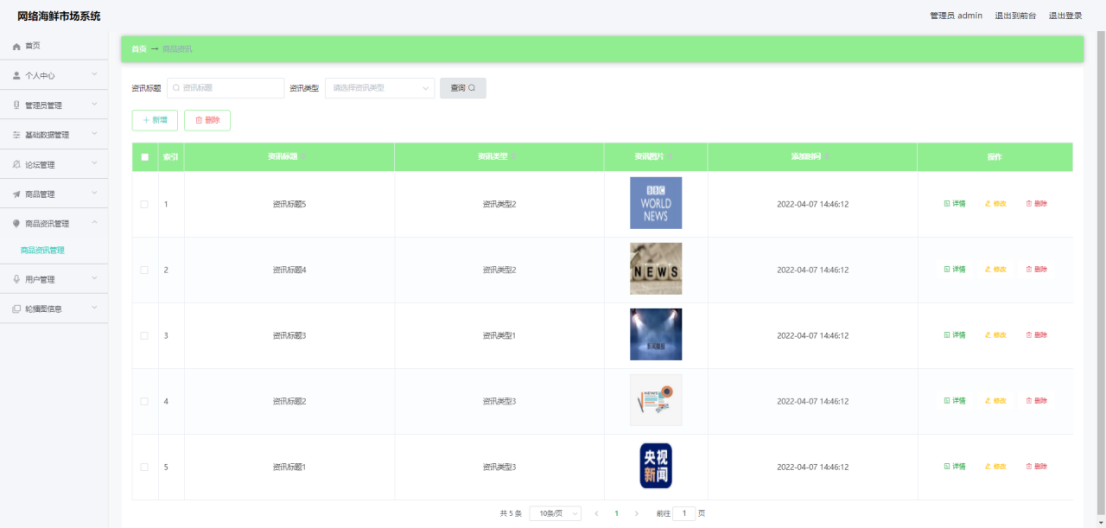 网络海鲜市场系统
管理员 admin 退出到前台 退出登录
首页
个人中心
管理员管理
基础数据管理
论坛管理
商品管理
商品资讯管理
商品资讯管理
用户管理
轮播图信息
首页 → 商品资讯
资讯标题 资讯标题 资讯类型 请选择资讯类型 查询
+ 新增 删除
索引 资讯标题 资讯类型 资讯图片 添加时间 操作
1 资讯标题5 资讯类型2 BBC WORLD NEWS 2022-04-07 14:46:12 详情 修改 删除
2 资讯标题4 资讯类型2 NEWS 2022-04-07 14:46:12 详情 修改 删除
3 资讯标题3 资讯类型1 2022-04-07 14:46:12 详情 修改 删除
4 资讯标题2 资讯类型3 NEWS 2022-04-07 14:46:12 详情 修改 删除
5 资讯标题1 资讯类型3 央视新闻 2022-04-07 14:46:12 详情 修改 删除
共 5 条 10条/页 < 1 > 前往 1 页